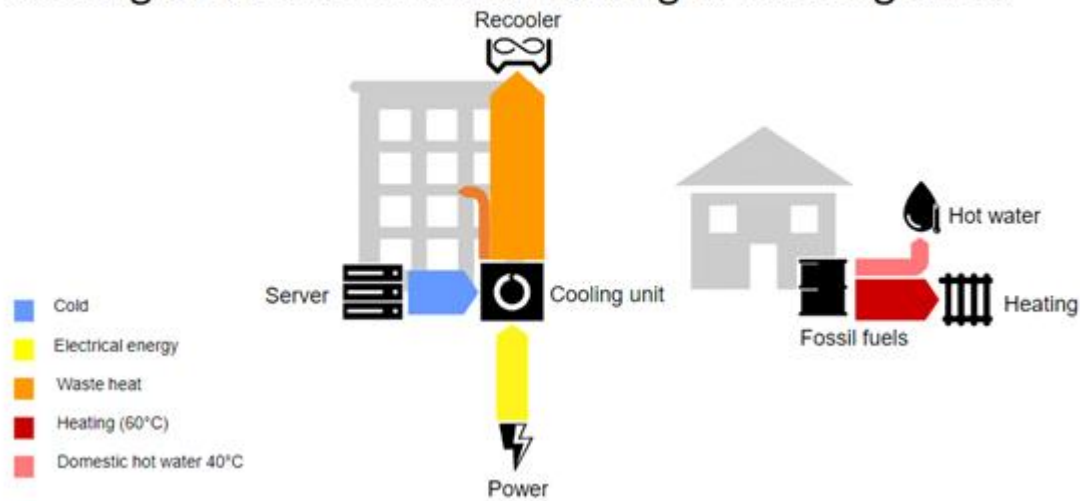 Recooler
Server
Cooling unit
Power
Hot water
Heating
Fossil fuels
Cold
Electrical energy
Waste heat
Heating (60°C)
Domestic hot water 40°C